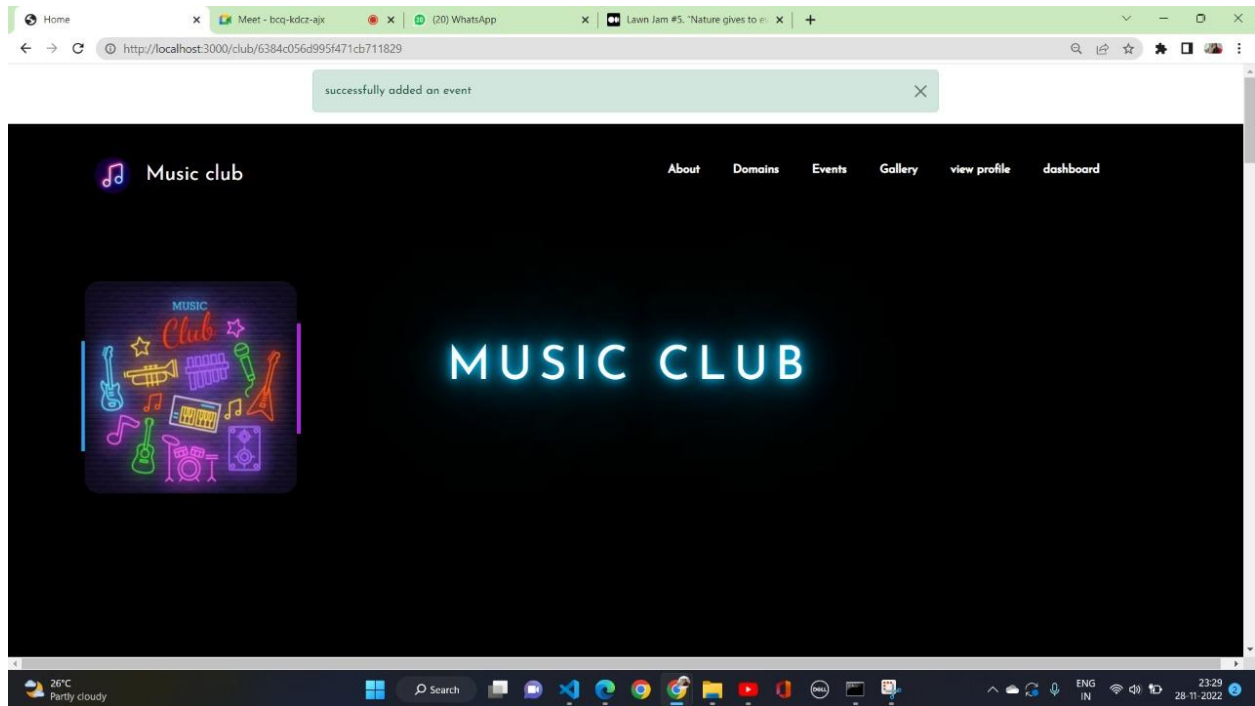 Home
Meet - bcq-kdcz-ajx
(20) WhatsApp
Lawn Jam #5. "Nature gives to e
http://localhost:3000/club/6384c056d995f471cb711829
successfully added an event
Music club
About Domains Events Gallery view profile dashboard
MUSIC
Club
MUSIC CLUB
26°C
Partly cloudy
Search
DELL
ENG
IN
23:29
28-11-2022
2